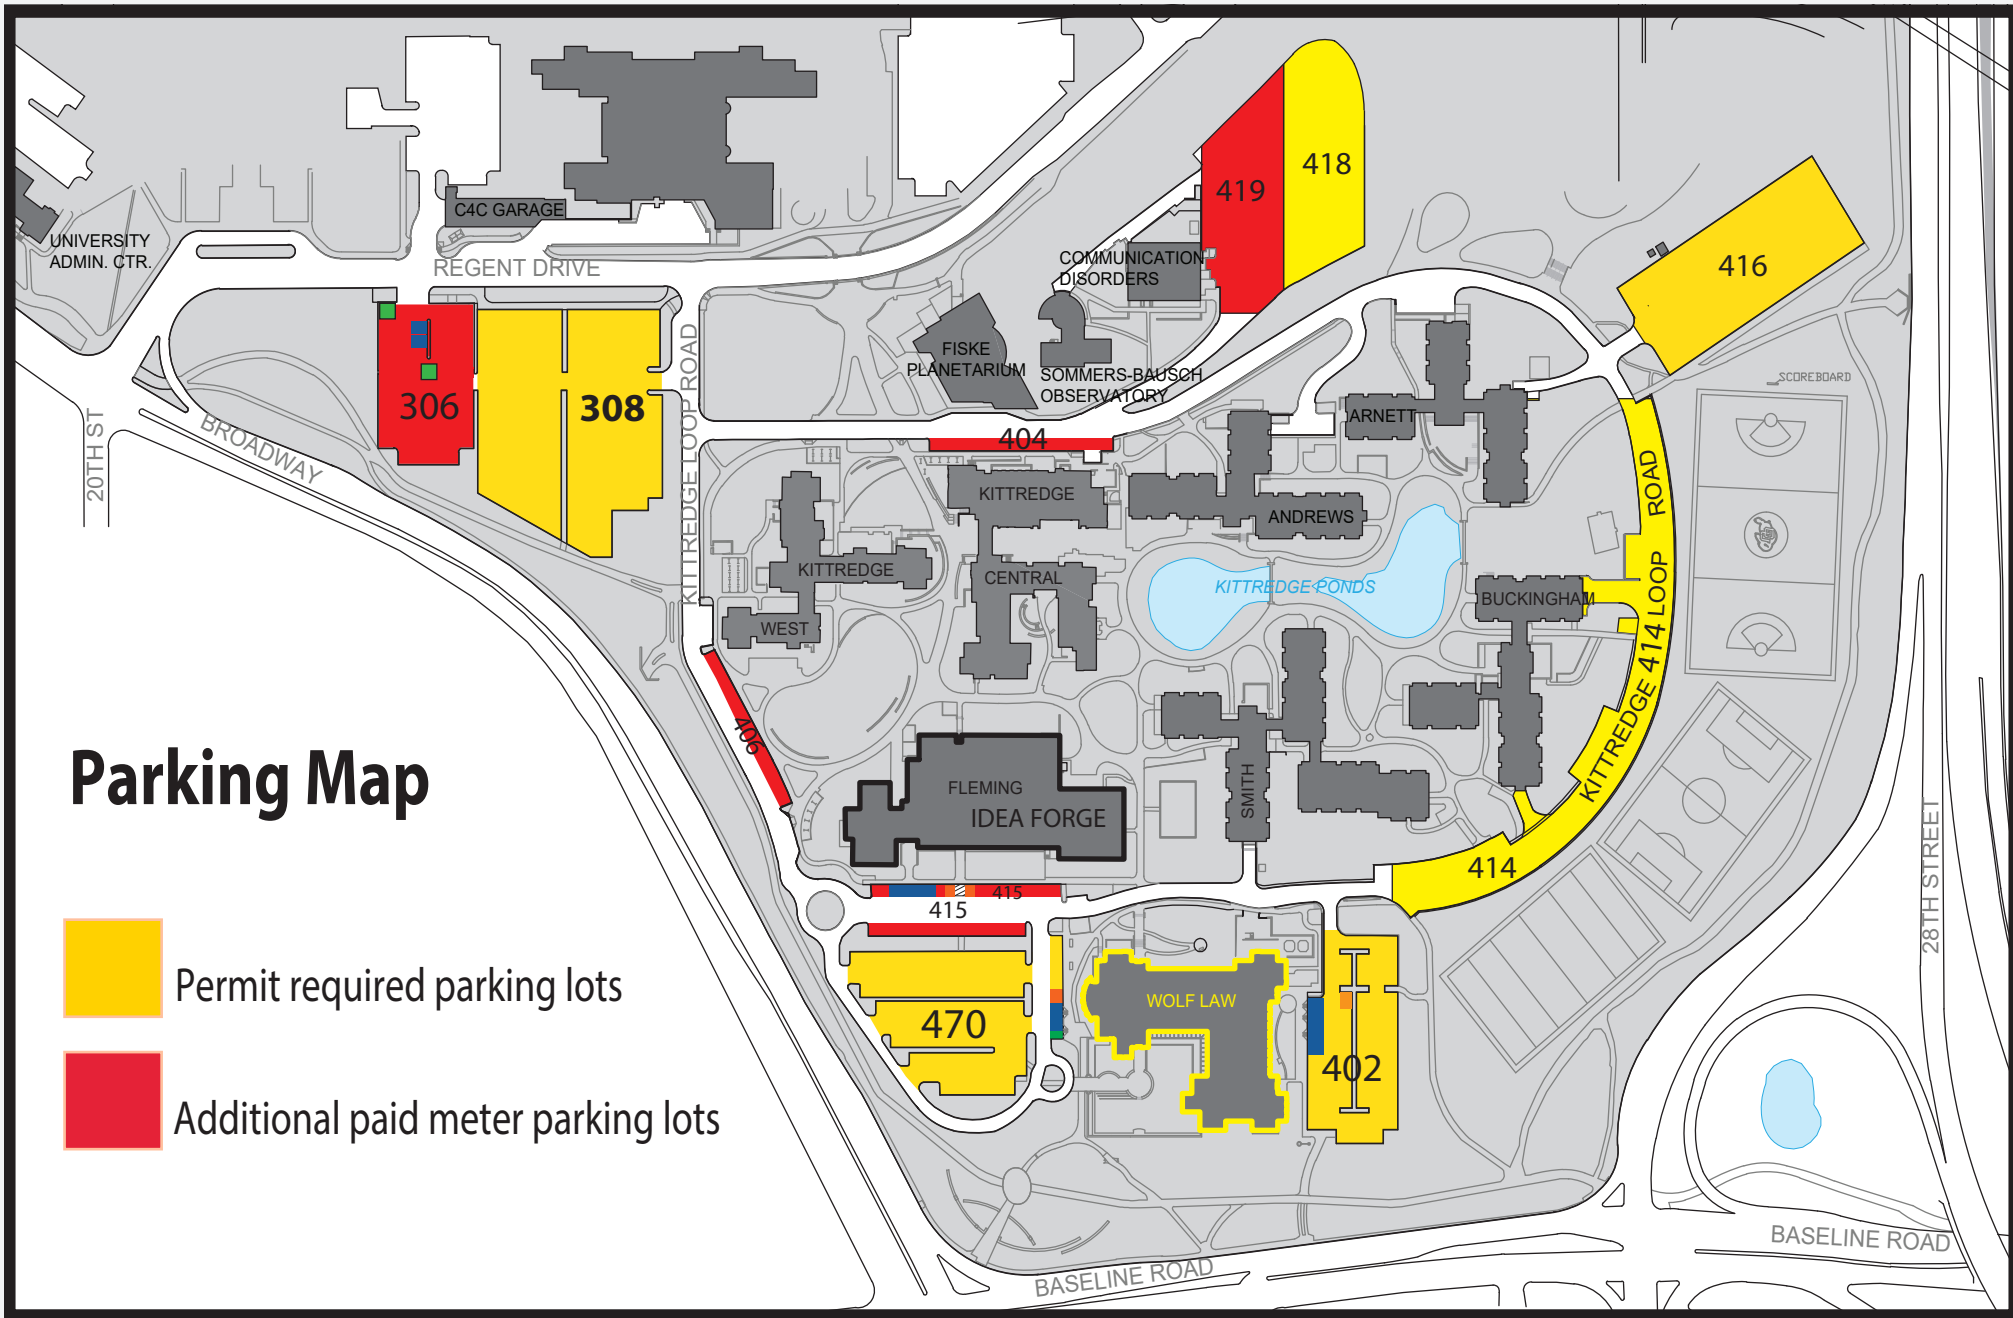 C4C GARAGE
UNIVERSITY
ADMIN. CTR.
REGENT DRIVE
419
418
416
COMMUNICATION
DISORDERS
306
308
FISKE
PLANETARIUM
SOMMERS-BAUSCH
OBSERVATORY
SCOREBOARD
20TH ST
BROADWAY
KITTREDGE LOOP ROAD
404
ARNETT
KITTREDGE
ANDREWS
KITTREDGE
CENTRAL
KITTREDGE PONDS
BUCKINGHAM
WEST
KITTREDGE 414 LOOP ROAD
406
Parking Map
FLEMING
IDEA FORGE
SMITH
414
28TH STREET
415
415
Permit required parking lots
470
WOLF LAW
402
Additional paid meter parking lots
BASELINE ROAD
BASELINE ROAD